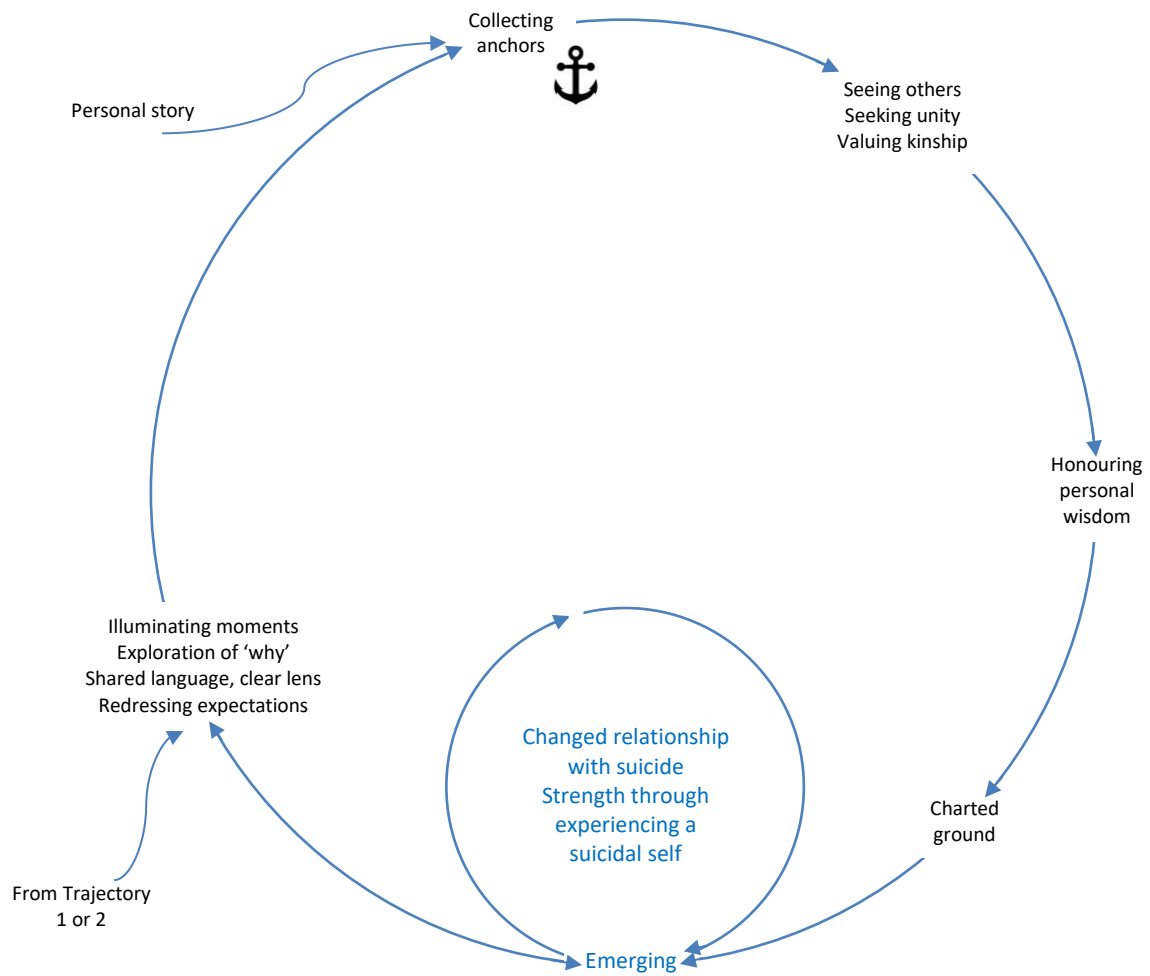 Collecting
anchors
Personal story
Seeing others
Seeking unity
Valuing kinship
Honouring
personal
wisdom
Illuminating moments
Exploration of ‘why’
Shared language, clear lens
Redressing expectations
Changed relationship
with suicide
Strength through
experiencing a
suicidal self
Charted
ground
From Trajectory
1 or 2
Emerging